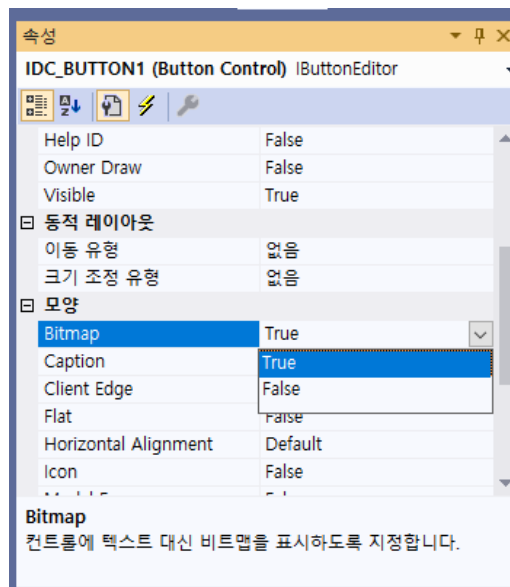 속성
IDC_BUTTON1 (Button Control) IButtonEditor
Help ID False
Owner Draw False
Visible True
동적 레이아웃
이동 유형 없음
크기 조정 유형 없음
모양
Bitmap True
Caption True
Client Edge False
Flat False
Horizontal Alignment Default
Icon False
Bitmap
컨트롤에 텍스트 대신 비트맵을 표시하도록 지정합니다.